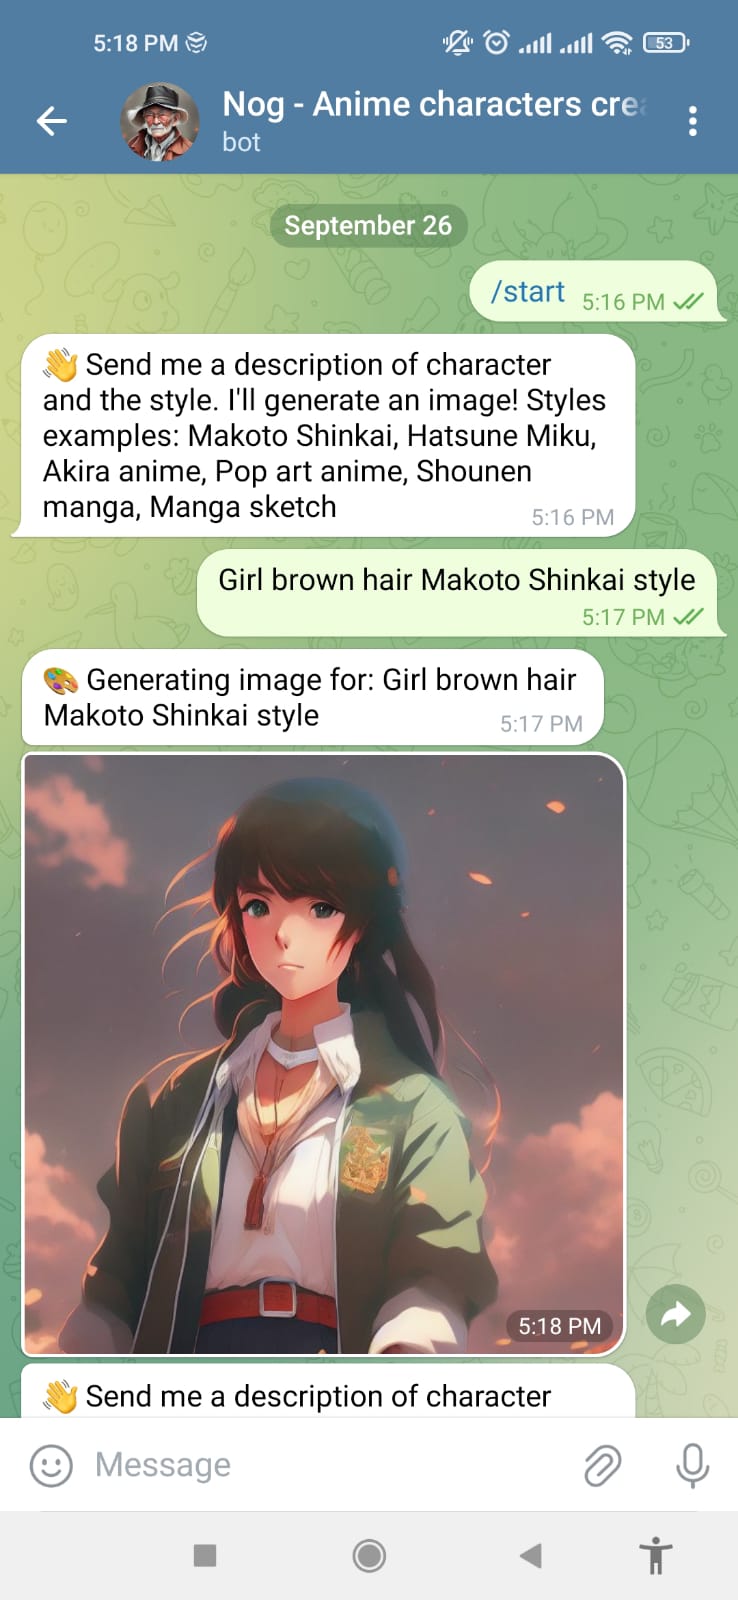 5:18 PM
53
Nog - Anime characters cre
bot
September 26
/start 5:16 PM
👋 Send me a description of character
and the style. I'll generate an image! Styles
examples: Makoto Shinkai, Hatsune Miku,
Akira anime, Pop art anime, Shounen
manga, Manga sketch
5:16 PM
Girl brown hair Makoto Shinkai style
5:17 PM
🎨 Generating image for: Girl brown hair
Makoto Shinkai style
5:17 PM
5:18 PM
👋 Send me a description of character
Message